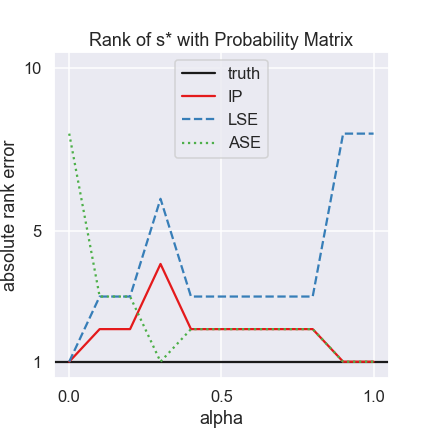 Rank of s* with Probability Matrix
truth
IP
LSE
ASE
absolute rank error
10
5
1
0.0 0.5 1.0
alpha